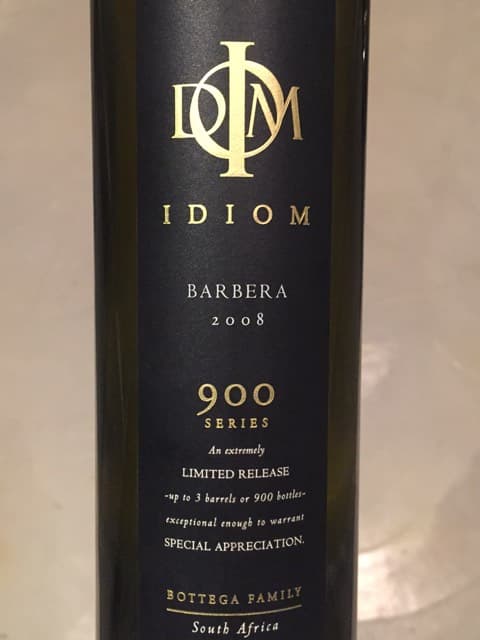 DIOM
IDIOM
BARBERA
2008
900
SERIES
An extremely
LIMITED RELEASE
-up to 3 barrels or 900 bottles-
exceptional enough to warrant
SPECIAL APPRECIATION.
BOTTEGA FAMILY
South Africa